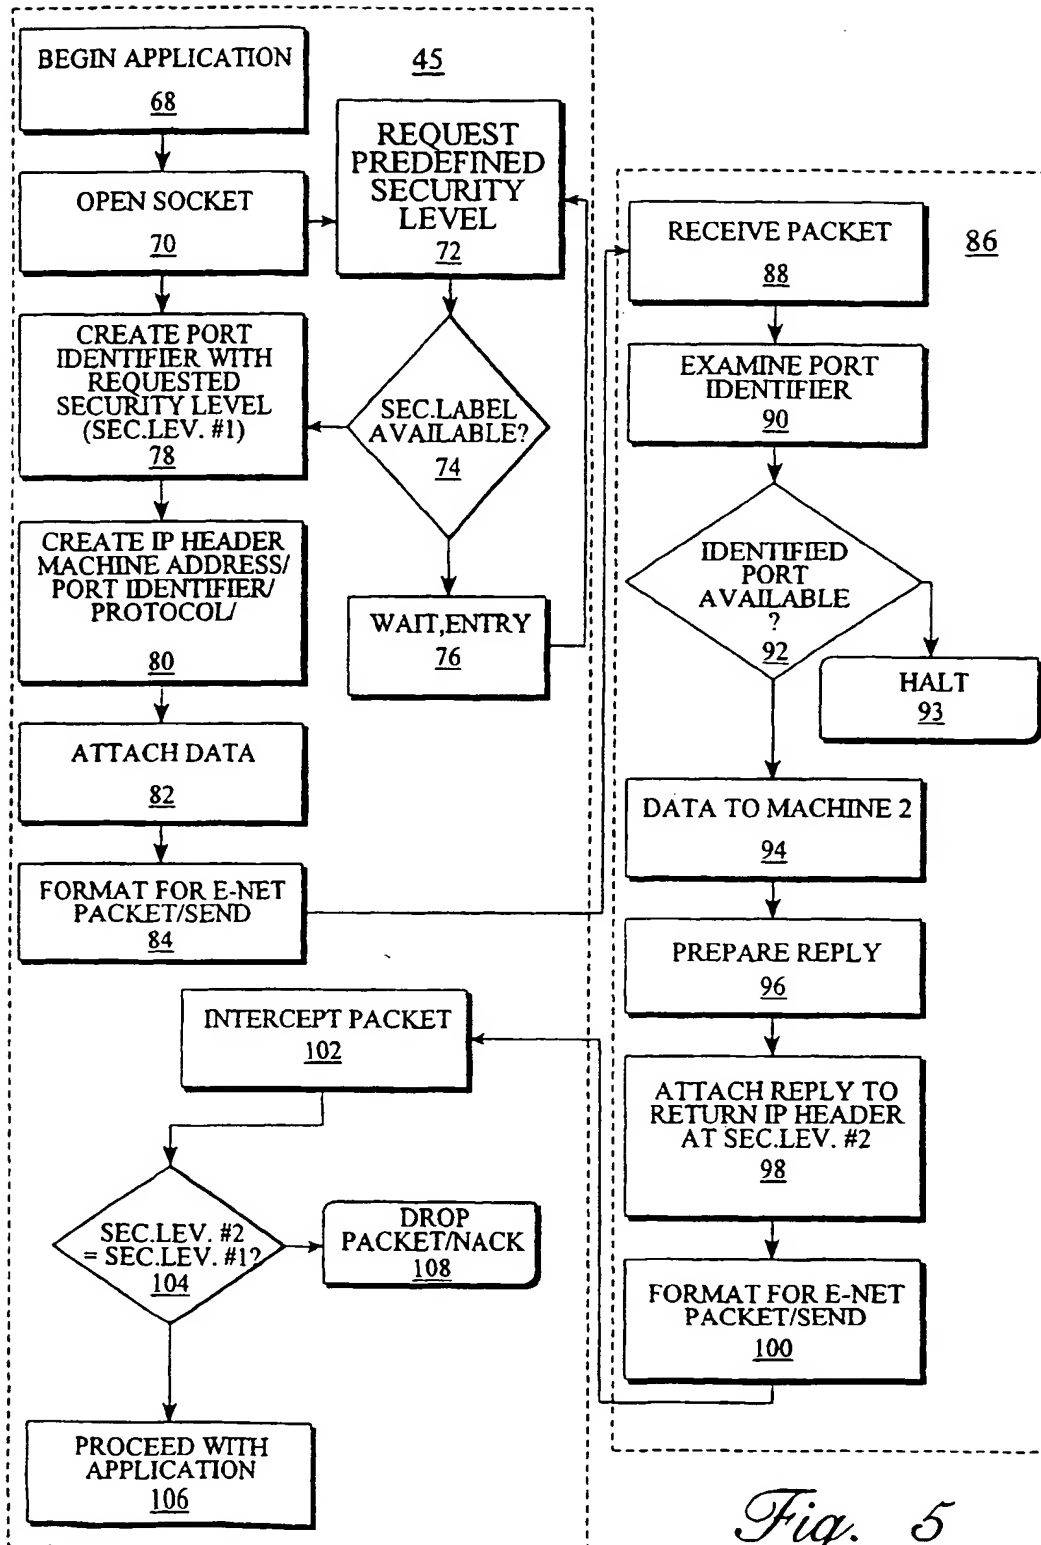 45
BEGIN APPLICATION
68
OPEN SOCKET
70
REQUEST
PREDEFINED
SECURITY
LEVEL
72
SEC.LABEL
AVAILABLE?
74
WAIT,ENTRY
76
CREATE PORT
IDENTIFIER WITH
REQUESTED
SECURITY LEVEL
(SEC.LEV. #1)
78
CREATE IP HEADER
MACHINE ADDRESS/
PORT IDENTIFIER/
PROTOCOL/
80
ATTACH DATA
82
FORMAT FOR E-NET
PACKET/SEND
84
86
RECEIVE PACKET
88
EXAMINE PORT
IDENTIFIER
90
IDENTIFIED
PORT
AVAILABLE
?
92
HALT
93
DATA TO MACHINE 2
94
PREPARE REPLY
96
ATTACH REPLY TO
RETURN IP HEADER
AT SEC.LEV. #2
98
FORMAT FOR E-NET
PACKET/SEND
100
INTERCEPT PACKET
102
SEC.LEV. #2
= SEC.LEV. #1?
104
DROP
PACKET/NACK
108
PROCEED WITH
APPLICATION
106
Fig. 5